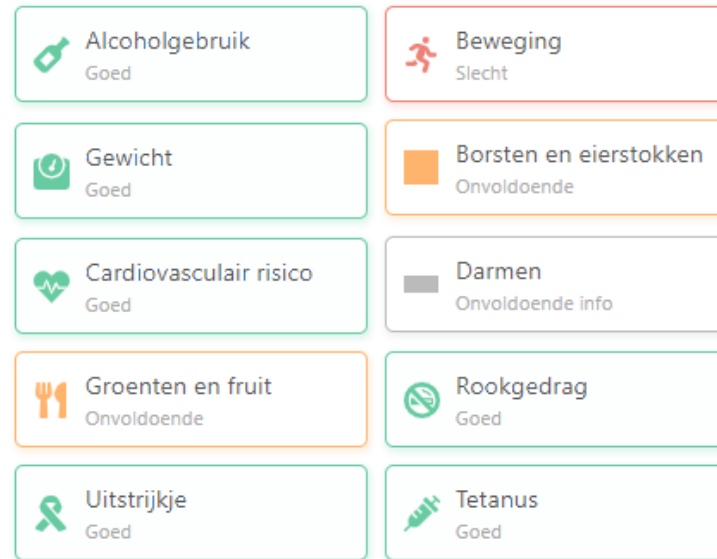 Alcoholgebruik
Goed
Beweging
Slecht
Gewicht
Goed
Borsten en eierstokken
Onvoldoende
Cardiovasculair risico
Goed
Darmen
Onvoldoende info
Groenten en fruit
Onvoldoende
Rookgedrag
Goed
Uitstrijkje
Goed
Tetanus
Goed